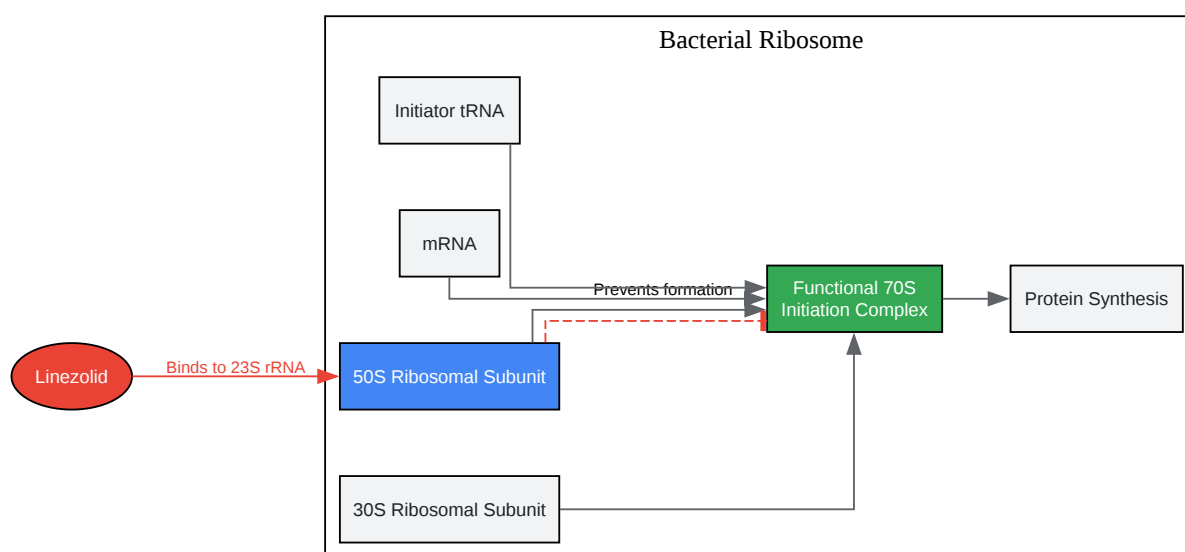 Bacterial Ribosome
Initiator tRNA
mRNA
Prevents formation
Functional 70S
Initiation Complex
Protein Synthesis
Linezolid
Binds to 23S rRNA
50S Ribosomal Subunit
30S Ribosomal Subunit